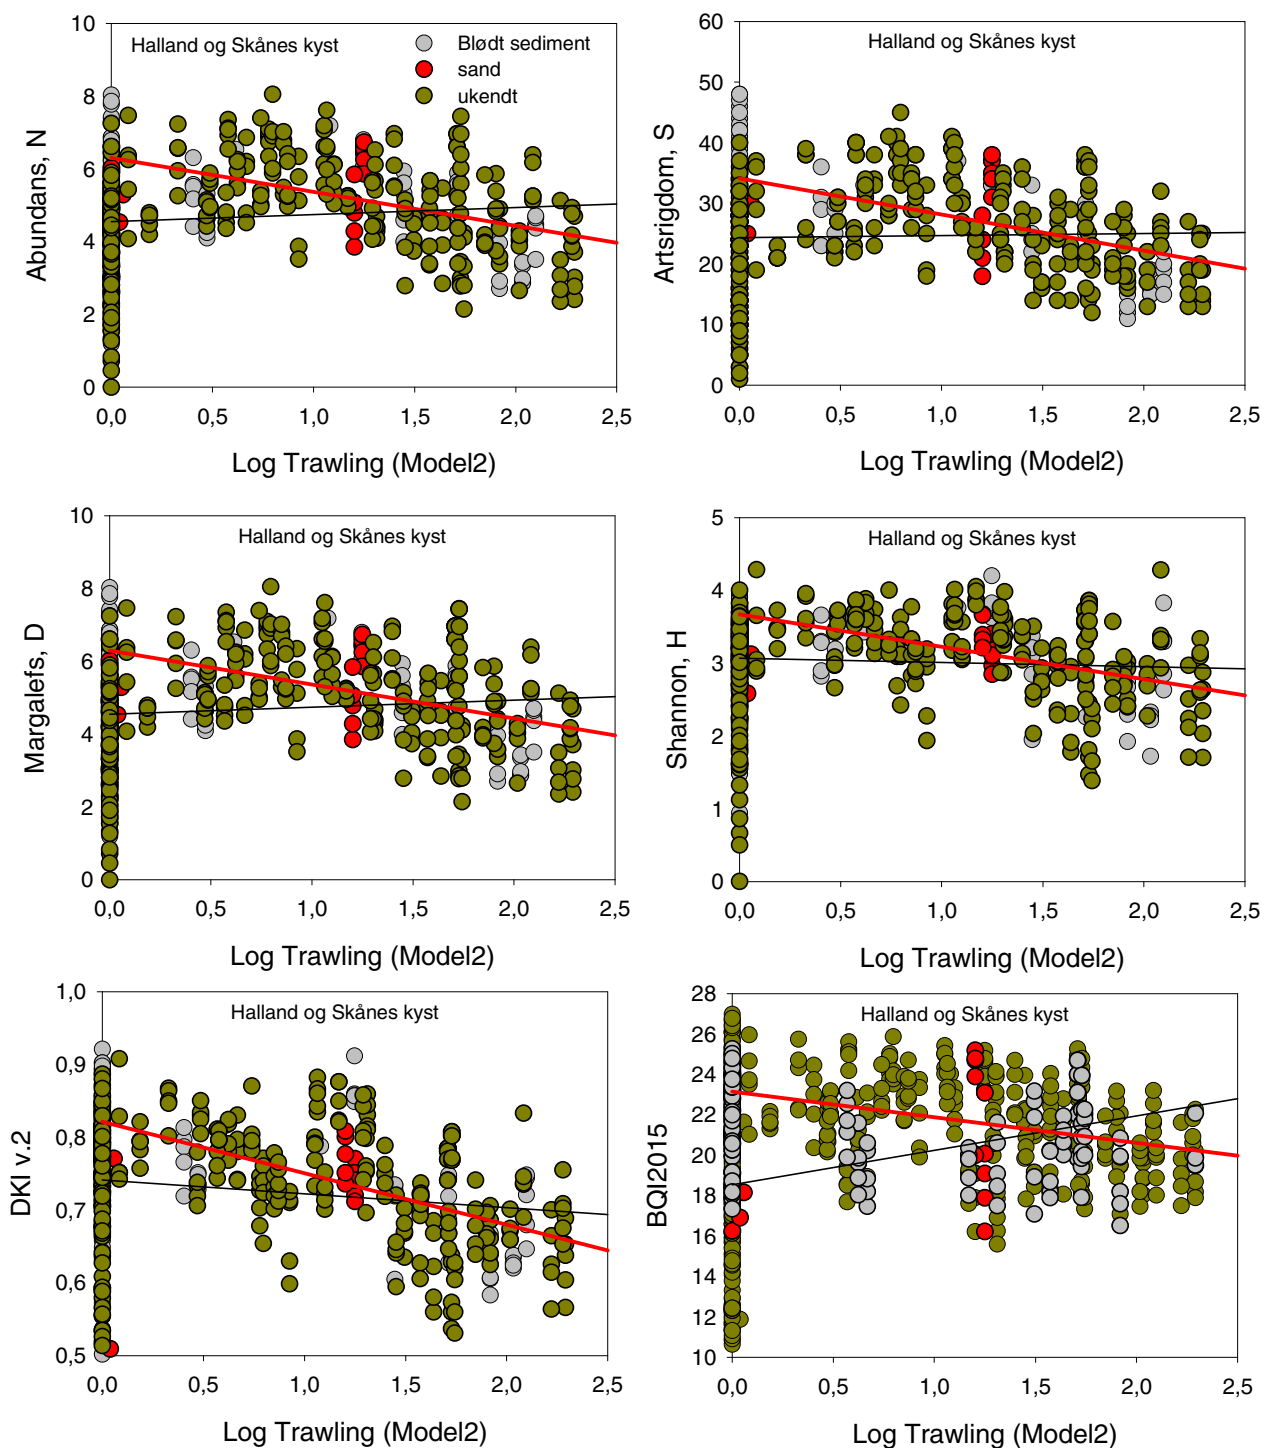 Halland og Skånes kyst
Blødt sediment
sand
ukendt
Abundans, N
10
8
6
4
2
0
0,0 0,5 1,0 1,5 2,0 2,5
Log Trawling (Model2)
Halland og Skånes kyst
Artsrigdom, S
60
50
40
30
20
10
0
0,0 0,5 1,0 1,5 2,0 2,5
Log Trawling (Model2)
Halland og Skånes kyst
Margalefs, D
10
8
6
4
2
0
0,0 0,5 1,0 1,5 2,0 2,5
Log Trawling (Model2)
Halland og Skånes kyst
Shannon, H
5
4
3
2
1
0
0,0 0,5 1,0 1,5 2,0 2,5
Log Trawling (Model2)
Halland og Skånes kyst
DKI v.2
1,0
0,9
0,8
0,7
0,6
0,5
0,0 0,5 1,0 1,5 2,0 2,5
Log Trawling (Model2)
Halland og Skånes kyst
BQI2015
28
26
24
22
20
18
16
14
12
10
0,0 0,5 1,0 1,5 2,0 2,5
Log Trawling (Model2)